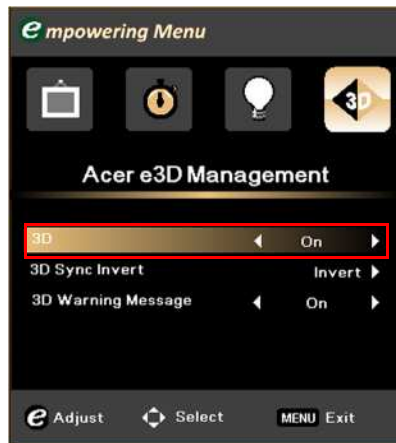 e mpowering Menu
3D
Acer e3D Management
3D On
3D Sync Invert Invert
3D Warning Message On
e Adjust Select MENU Exit